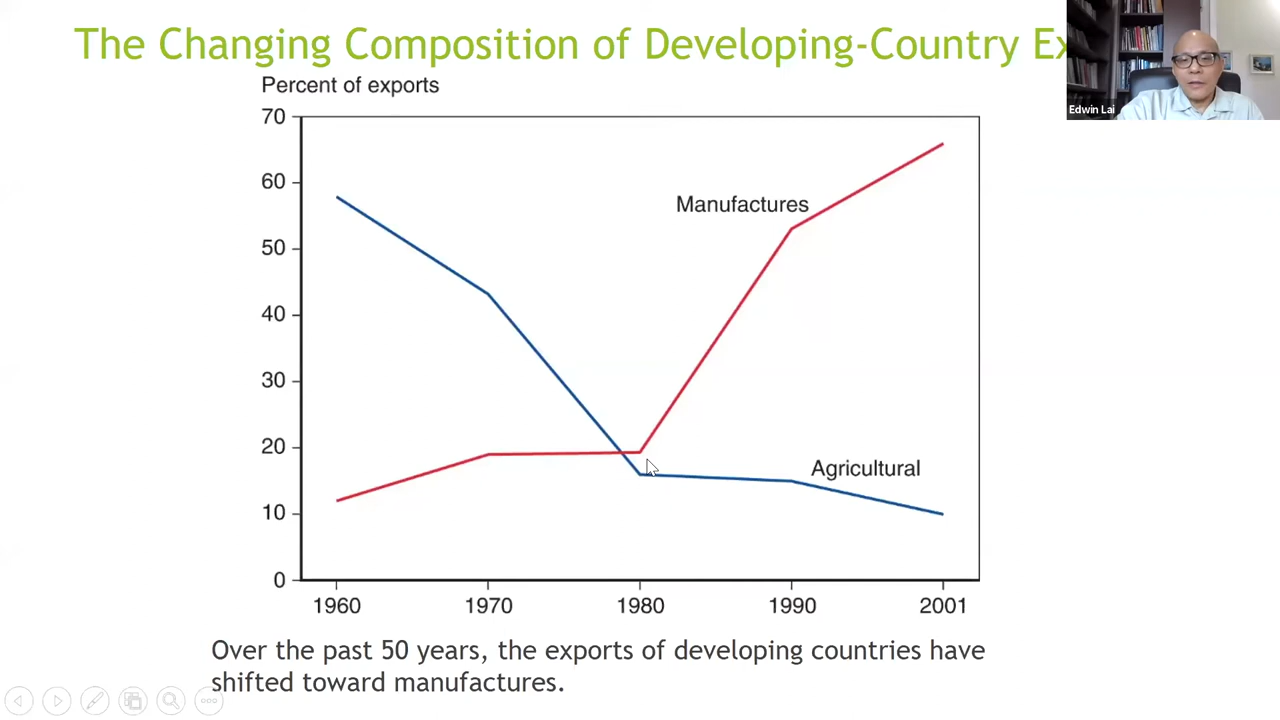 The Changing Composition of Developing-Country Ex
Edwin Lai
Percent of exports
70
60
50
40
30
20
10
0
Manufactures
Agricultural
1960 1970 1980 1990 2001
Over the past 50 years, the exports of developing countries have
shifted toward manufactures.